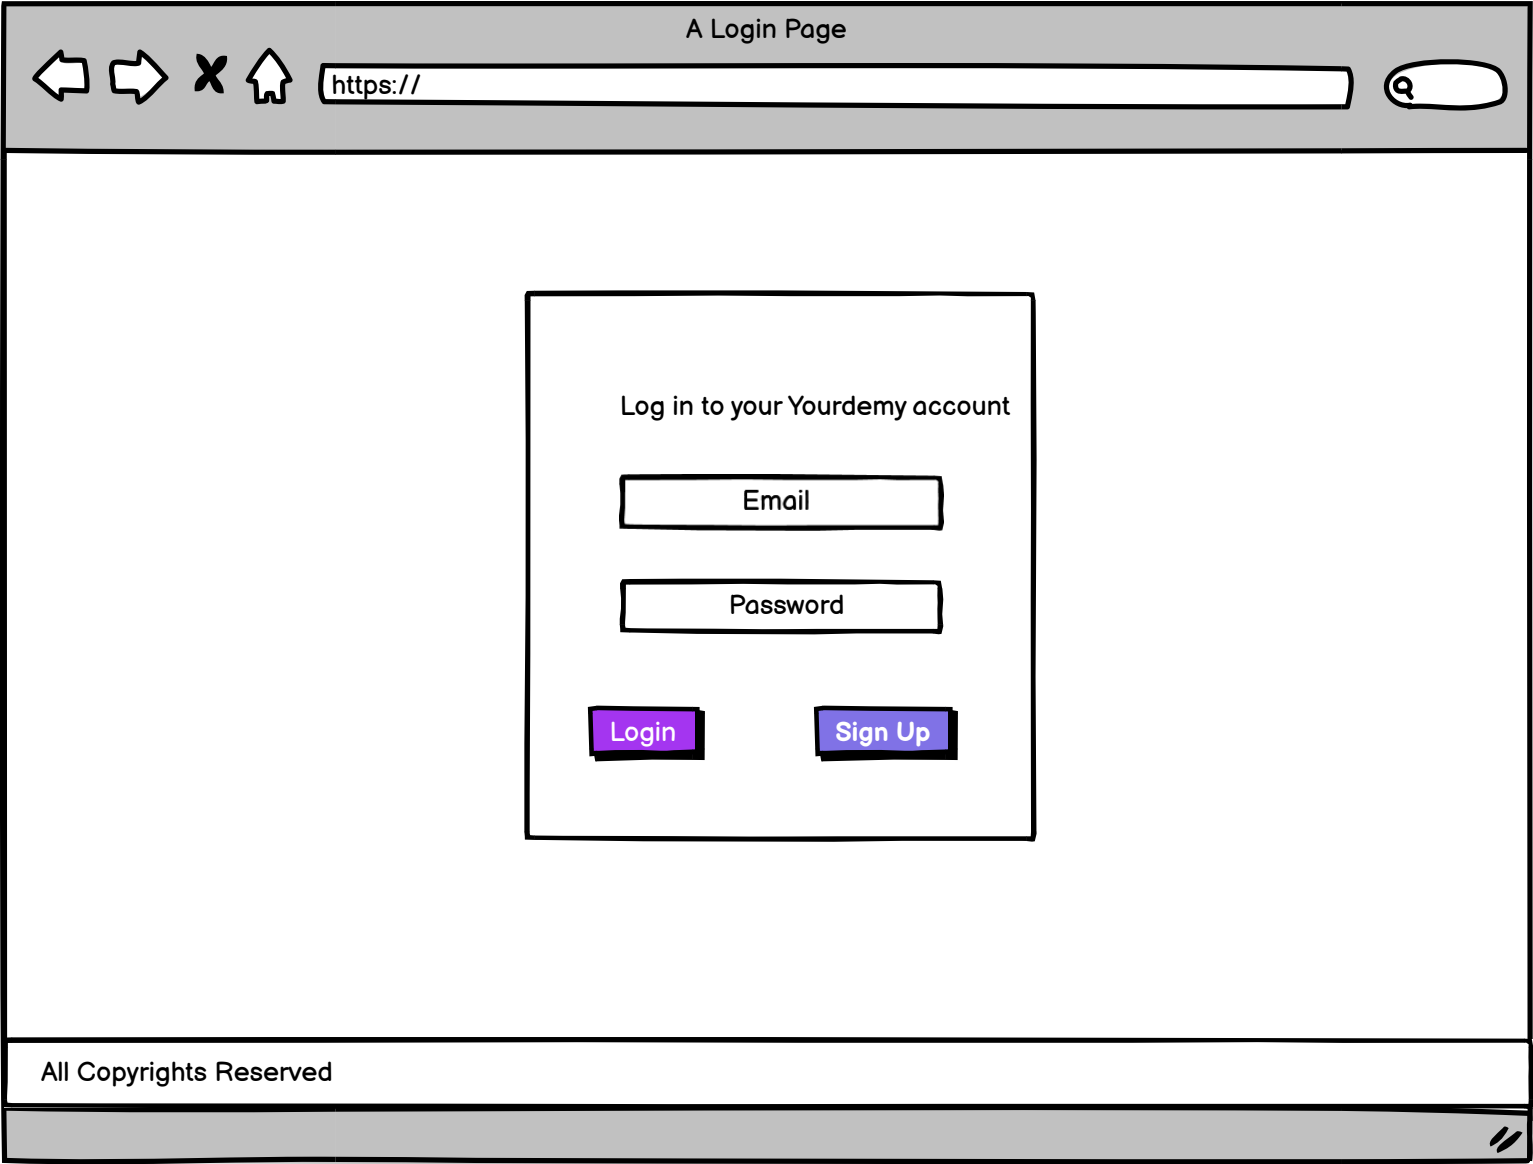 A Login Page
https://
Log in to your Yourdemy account
Email
Password
Login
Sign Up
All Copyrights Reserved